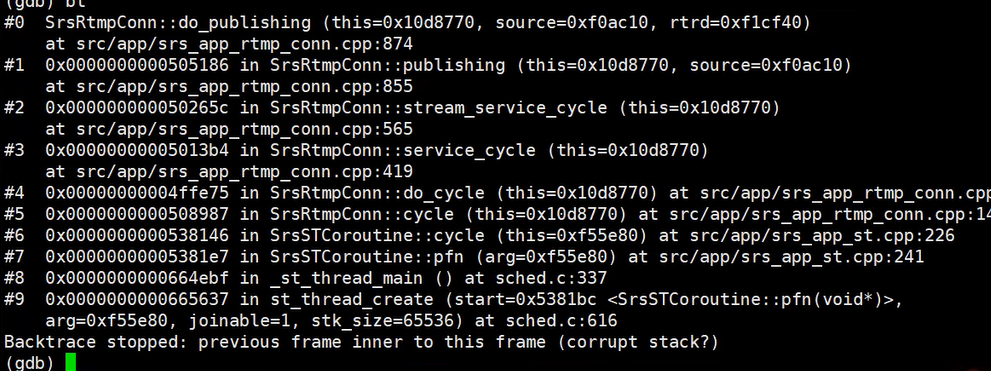 (gdb) bt
#0  SrsRtmpConn::do_publishing (this=0x10d8770, source=0xf0ac10, rtrd=0xf1cf40)
    at src/app/srs_app_rtmp_conn.cpp:874
#1  0x0000000000505186 in SrsRtmpConn::publishing (this=0x10d8770, source=0xf0ac10)
    at src/app/srs_app_rtmp_conn.cpp:855
#2  0x000000000050265c in SrsRtmpConn::stream_service_cycle (this=0x10d8770)
    at src/app/srs_app_rtmp_conn.cpp:565
#3  0x00000000005013b4 in SrsRtmpConn::service_cycle (this=0x10d8770)
    at src/app/srs_app_rtmp_conn.cpp:419
#4  0x00000000004ffe75 in SrsRtmpConn::do_cycle (this=0x10d8770) at src/app/srs_app_rtmp_conn.cpp
#5  0x0000000000508987 in SrsRtmpConn::cycle (this=0x10d8770) at src/app/srs_app_rtmp_conn.cpp:14
#6  0x0000000000538146 in SrsSTCoroutine::cycle (this=0xf55e80) at src/app/srs_app_st.cpp:226
#7  0x00000000005381e7 in SrsSTCoroutine::pfn (arg=0xf55e80) at src/app/srs_app_st.cpp:241
#8  0x0000000000664ebf in _st_thread_main () at sched.c:337
#9  0x0000000000665637 in st_thread_create (start=0x5381bc <SrsSTCoroutine::pfn(void*)>,
    arg=0xf55e80, joinable=1, stk_size=65536) at sched.c:616
Backtrace stopped: previous frame inner to this frame (corrupt stack?)
(gdb)